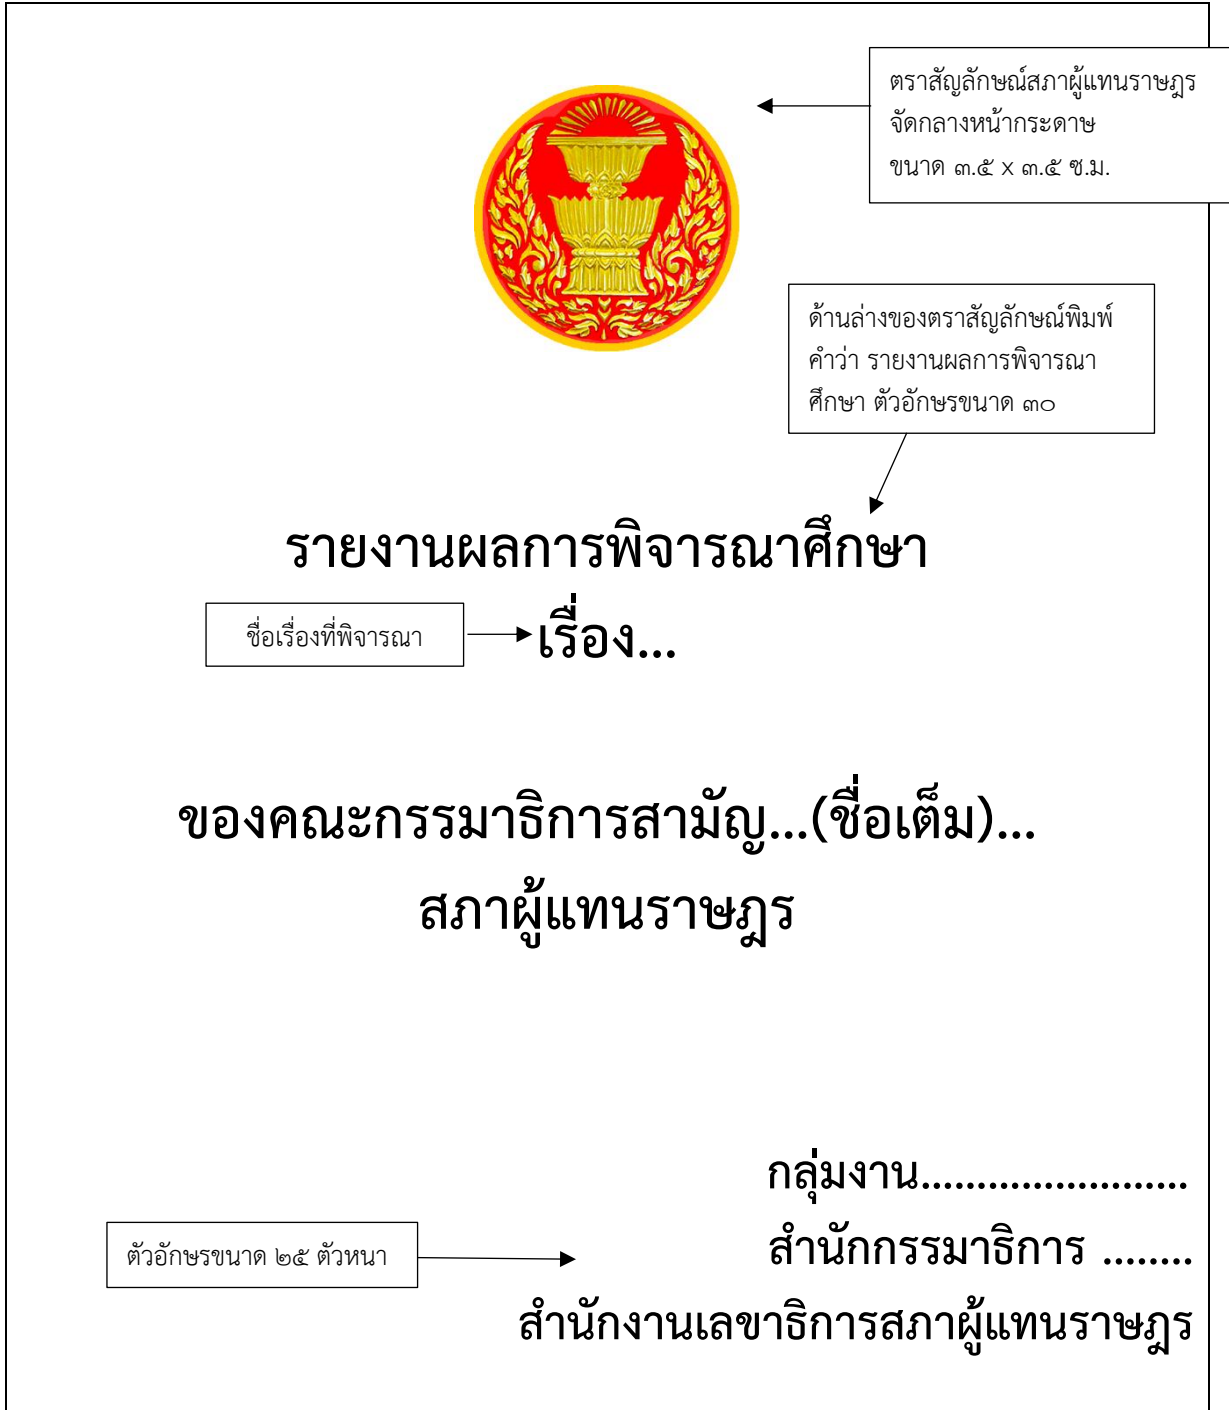 ตราสัญลักษณ์สภาผู้แทนราษฎร
จัดกลางหน้ากระดาษ
ขนาด ๓.๕ x ๓.๕ ซ.ม.
ด้านล่างของตราสัญลักษณ์พิมพ์
คำว่า รายงานผลการพิจารณา
ศึกษา ตัวอักษรขนาด ๓๐
รายงานผลการพิจารณาศึกษา
ชื่อเรื่องที่พิจารณา
เรื่อง...
ของคณะกรรมาธิการสามัญ...(ชื่อเต็ม)...
สภาผู้แทนราษฎร
กลุ่มงาน........................
ตัวอักษรขนาด ๒๕ ตัวหนา
สำนักกรรมาธิการ ........
สำนักงานเลขาธิการสภาผู้แทนราษฎร